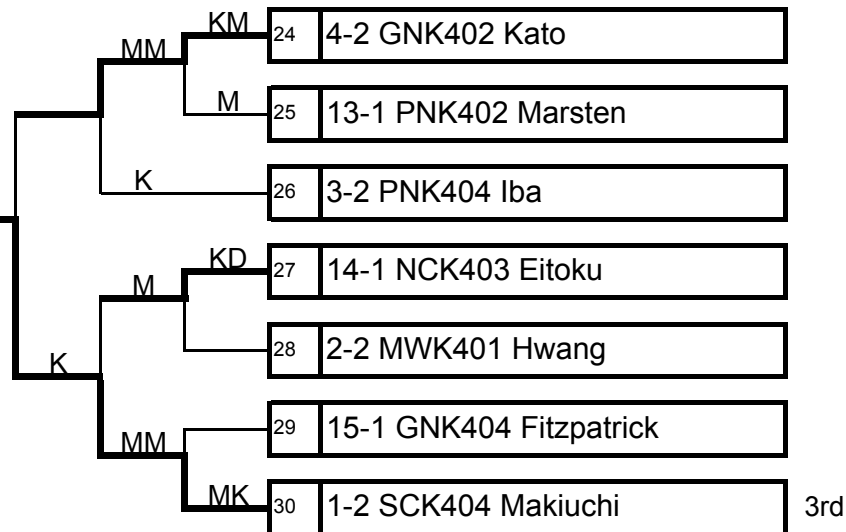 KM
24 4-2 GNK402 Kato
MM
M
25 13-1 PNK402 Marsten
K
26 3-2 PNK404 Iba
KD
27 14-1 NCK403 Eitoku
M
28 2-2 MWK401 Hwang
K
29 15-1 GNK404 Fitzpatrick
MM
MK
30 1-2 SCK404 Makiuchi 3rd